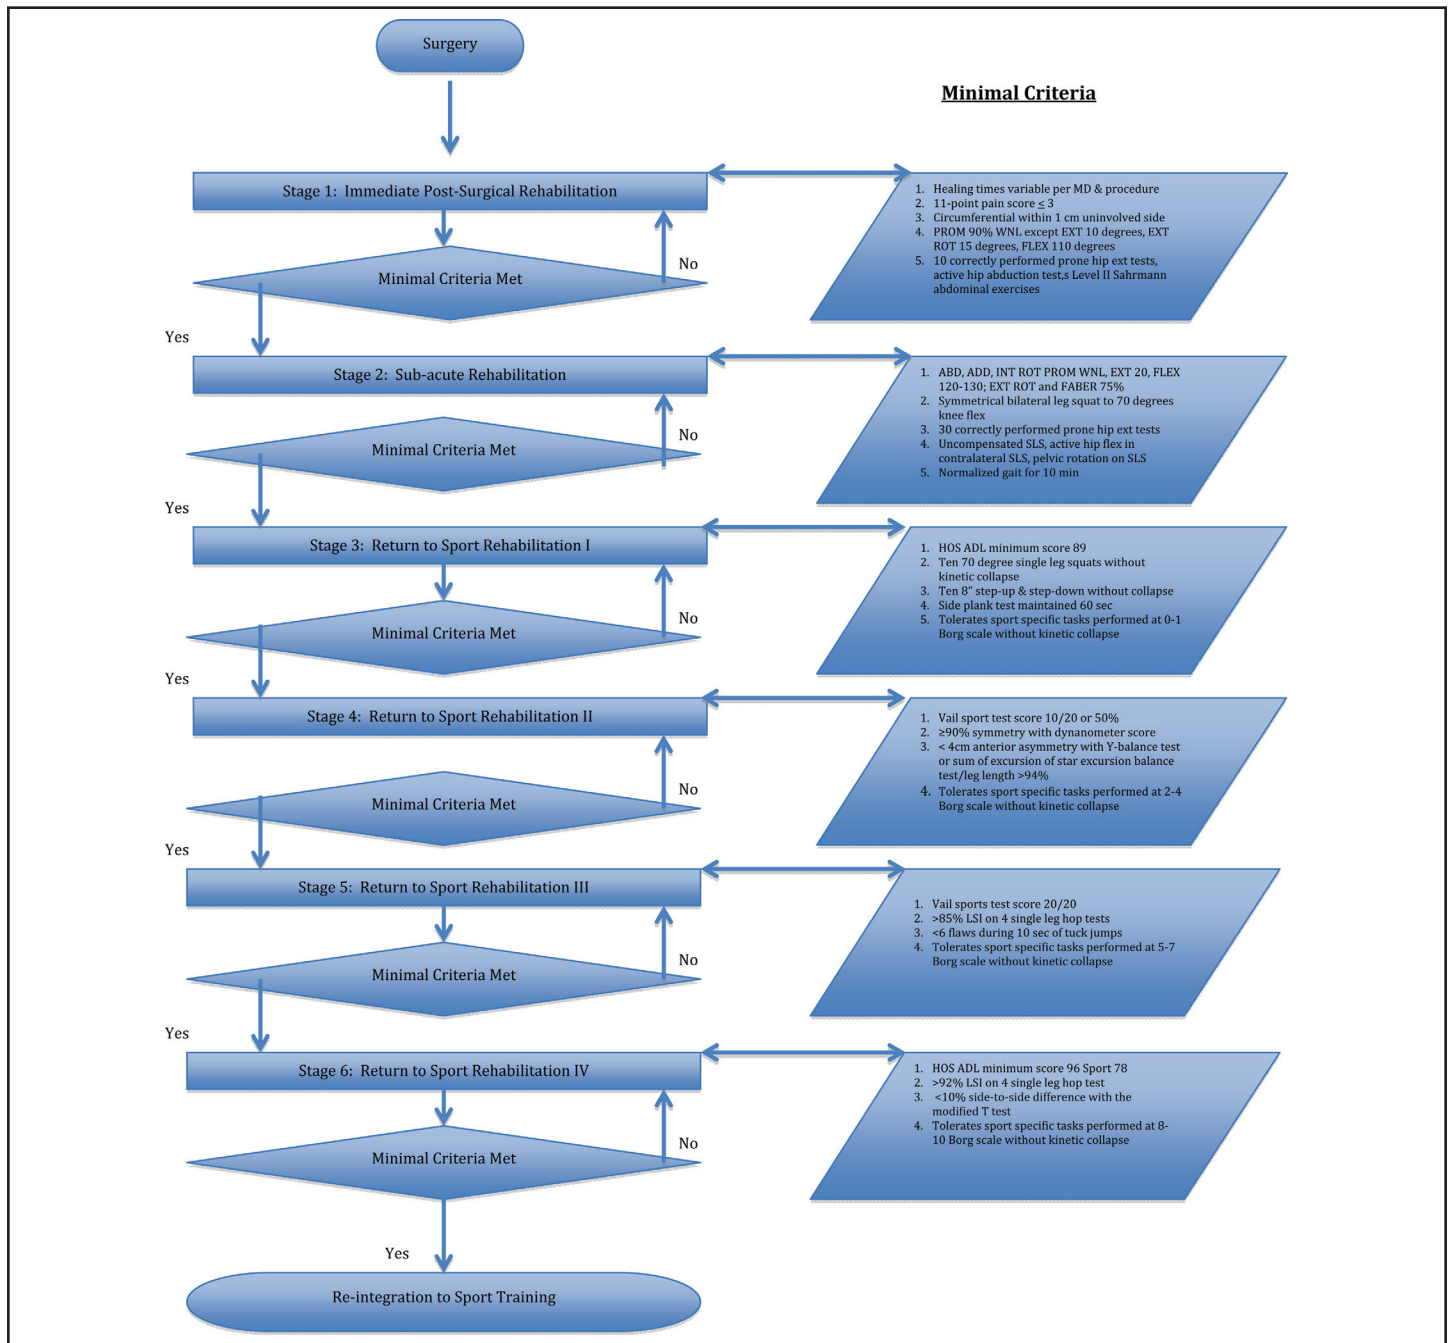 Surgery
Minimal Criteria
Stage 1: Immediate Post-Surgical Rehabilitation
1. Healing times variable per MD & procedure
2. 11-point pain score ≤ 3
3. Circumferential within 1 cm uninvolved side
4. PROM 90% WNL except EXT 10 degrees, EXT
ROT 15 degrees, FLEX 110 degrees
5. 10 correctly performed prone hip ext tests,
active hip abduction test,s Level II Sahrmann
abdominal exercises
No
Minimal Criteria Met
Yes
Stage 2: Sub-acute Rehabilitation
1. ABD, ADD, INT ROT PROM WNL, EXT 20, FLEX
120-130; EXT ROT and FABER 75%
2. Symmetrical bilateral leg squat to 70 degrees
knee flex
3. 30 correctly performed prone hip ext tests
4. Uncompensated SLS, active hip flex in
contralateral SLS, pelvic rotation on SLS
5. Normalized gait for 10 min
No
Minimal Criteria Met
Yes
Stage 3: Return to Sport Rehabilitation I
1. HOS ADL minimum score 89
2. Ten 70 degree single leg squats without
kinetic collapse
3. Ten 8” step-up & step-down without collapse
4. Side plank test maintained 60 sec
5. Tolerates sport specific tasks performed at 0-1
Borg scale without kinetic collapse
No
Minimal Criteria Met
Yes
Stage 4: Return to Sport Rehabilitation II
1. Vail sport test score 10/20 or 50%
2. ≥90% symmetry with dynanometer score
3. < 4cm anterior asymmetry with Y-balance test
or sum of excursion of star excursion balance
test/leg length >94%
4. Tolerates sport specific tasks performed at 2-4
Borg scale without kinetic collapse
No
Minimal Criteria Met
Yes
Stage 5: Return to Sport Rehabilitation III
1. Vail sports test score 20/20
2. >85% LSI on 4 single leg hop tests
3. <6 flaws during 10 sec of tuck jumps
4. Tolerates sport specific tasks performed at 5-7
Borg scale without kinetic collapse
No
Minimal Criteria Met
Yes
Stage 6: Return to Sport Rehabilitation IV
1. HOS ADL minimum score 96 Sport 78
2. >92% LSI on 4 single leg hop test
3. <10% side-to-side difference with the
modified T test
4. Tolerates sport specific tasks performed at 8-
10 Borg scale without kinetic collapse
No
Minimal Criteria Met
Yes
Re-integration to Sport Training